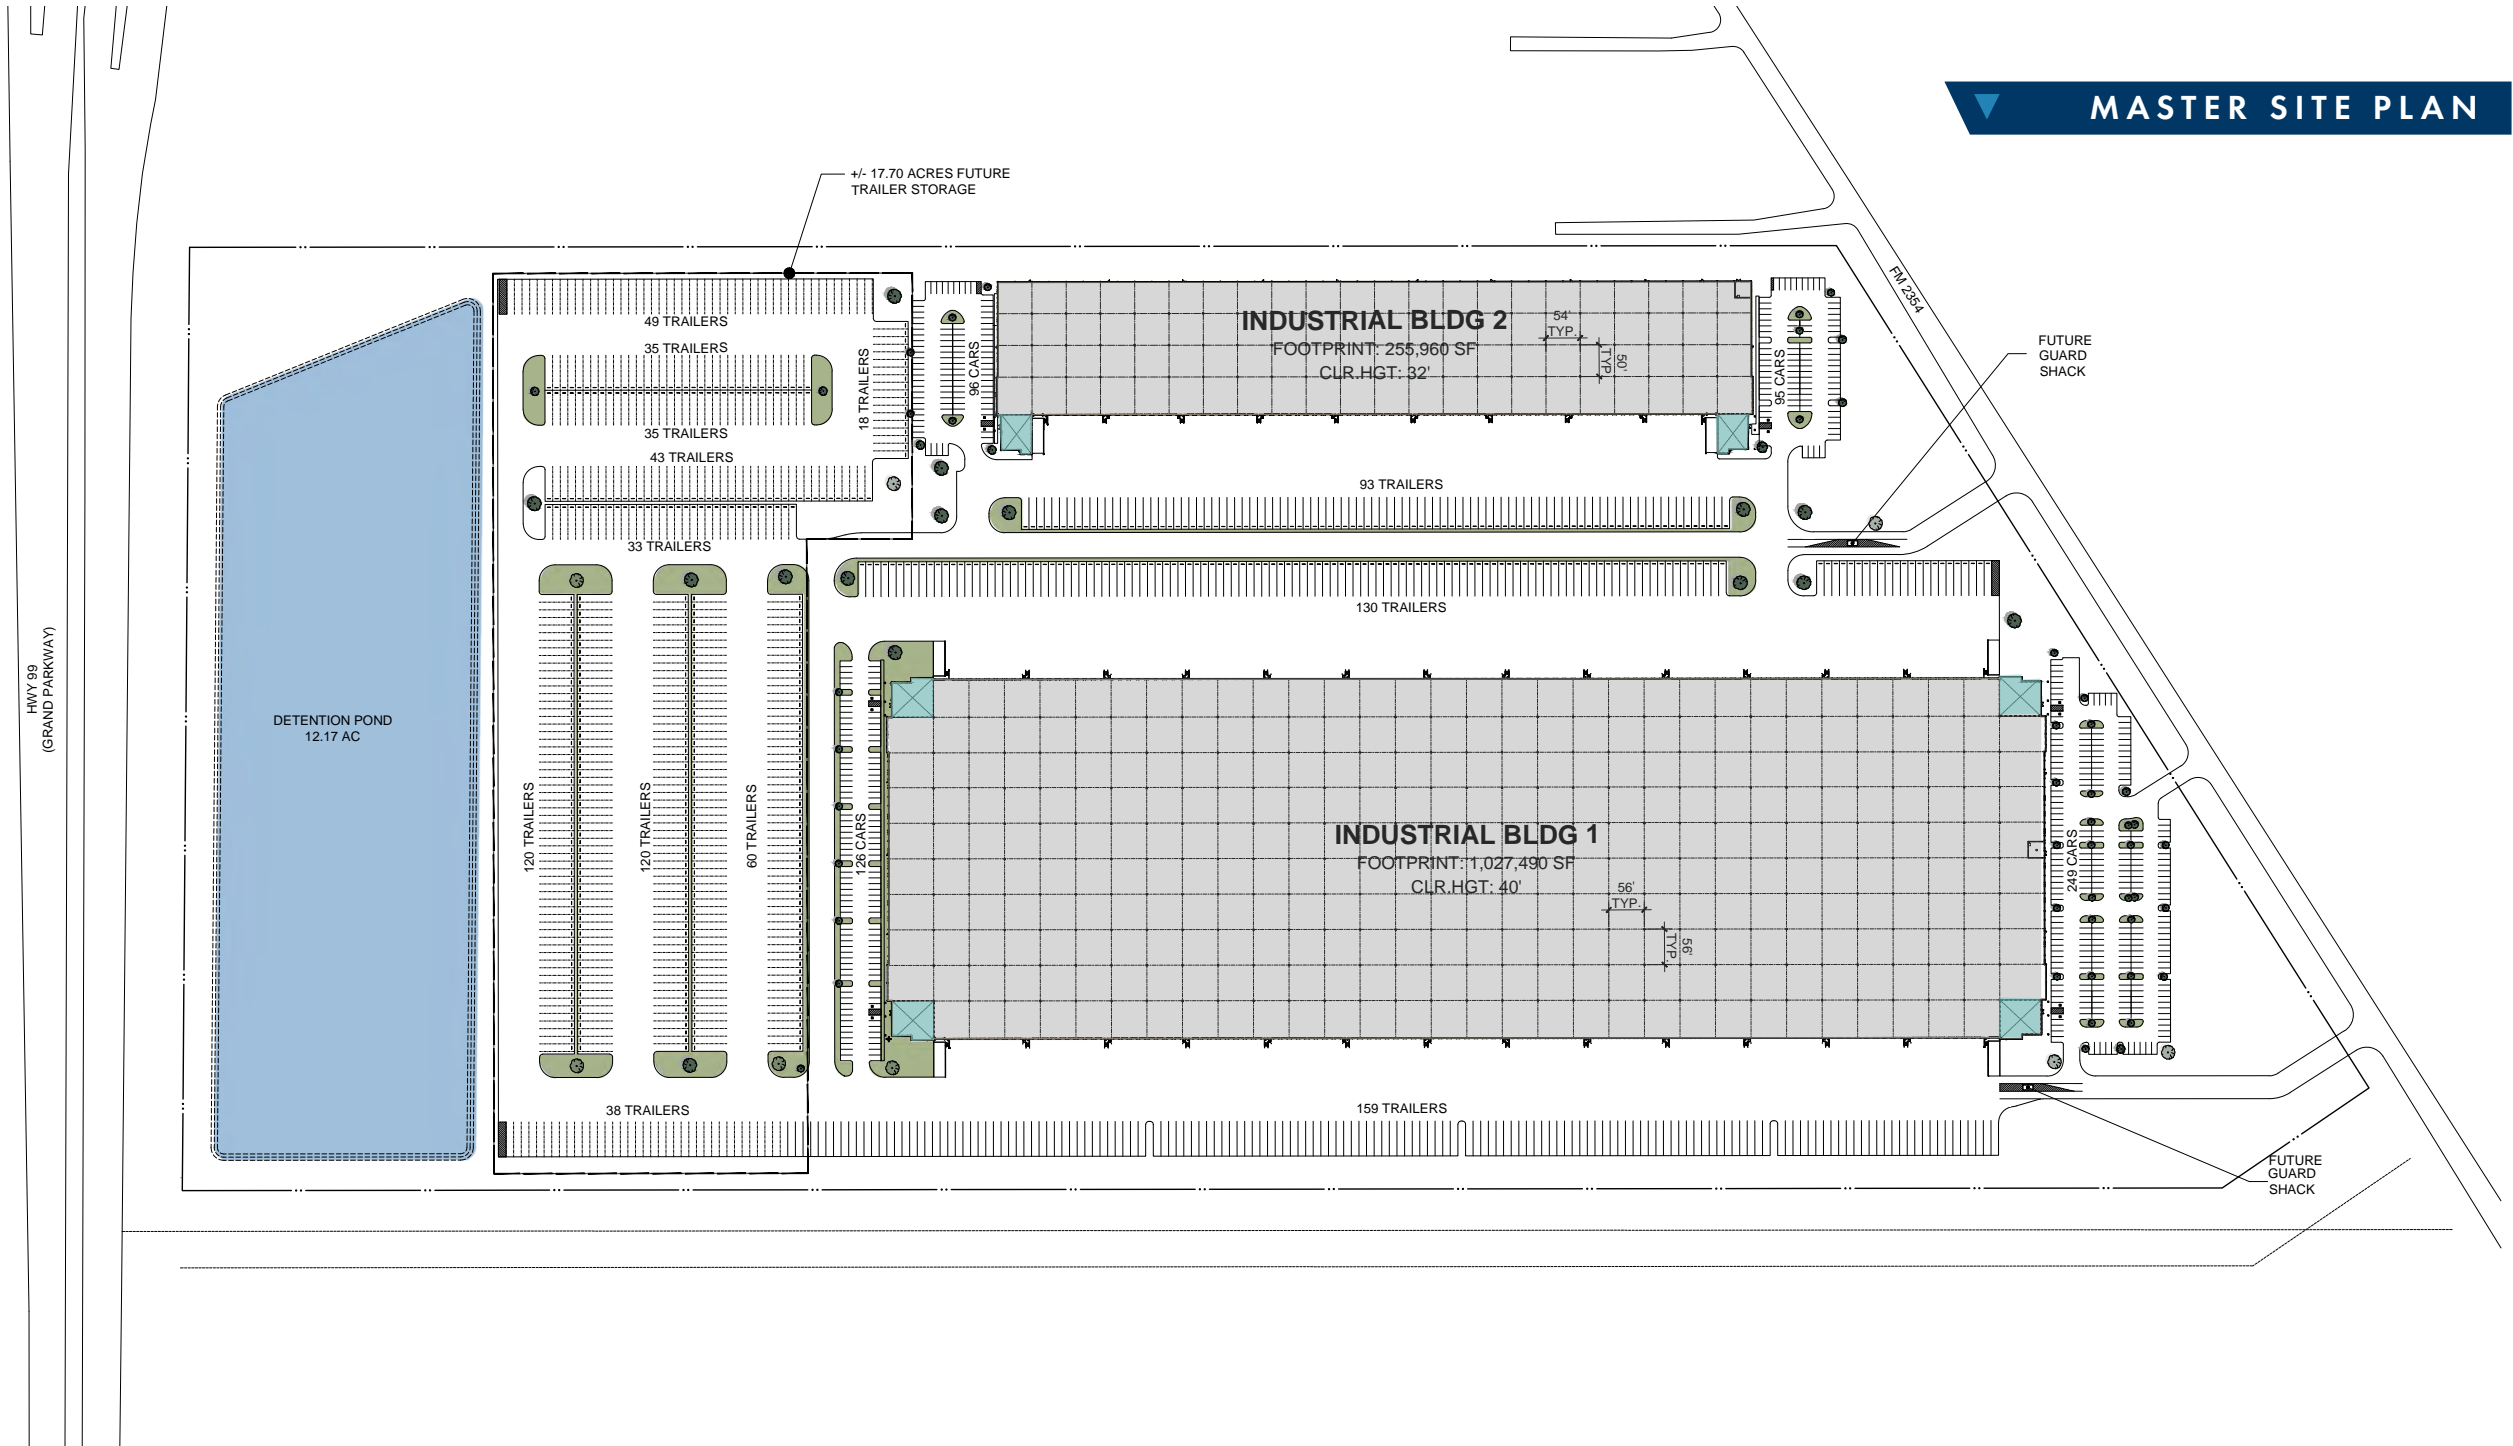 MASTER SITE PLAN
+/- 17.70 ACRES FUTURE
TRAILER STORAGE
FM 2354
FUTURE
GUARD
SHACK
49 TRAILERS
35 TRAILERS
18 TRAILERS
35 TRAILERS
43 TRAILERS
33 TRAILERS
96 CARS
INDUSTRIAL BLDG 2
FOOTPRINT: 255,960 SF
CLR.HGT: 32'
54'
TYP.
50'
TYP.
95 CARS
93 TRAILERS
130 TRAILERS
HWY 99
(GRAND PARKWAY)
DETENTION POND
12.17 AC
120 TRAILERS
120 TRAILERS
60 TRAILERS
126 CARS
INDUSTRIAL BLDG 1
FOOTPRINT: 1,027,490 SF
CLR.HGT: 40'
56'
TYP.
56'
TYP.
249 CARS
38 TRAILERS
159 TRAILERS
FUTURE
GUARD
SHACK